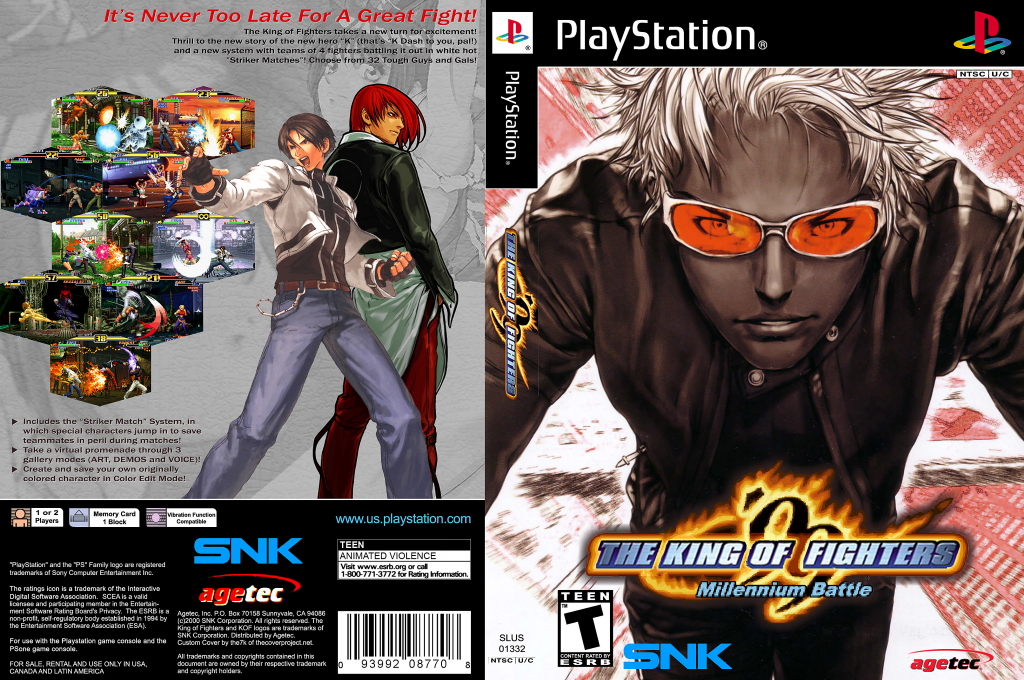 It's Never Too Late For A Great Fight!
The King of Fighters takes a new turn for excitement!
Thrill to the new story of the new hero "K" (that's "K Dash to you, pal!)
and a new system with teams of 4 fighters battling it out in white hot
"Striker Matches"! Choose from 32 Tough Guys and Gals!
▶ Includes the "Striker Match" System, in
which special characters jump in to save
teammates in peril during matches!
▶ Take a virtual promenade through 3
gallery modes (ART, DEMOS and VOICE)!
▶ Create and save your own originally
colored character in Color Edit Mode!
1 or 2
Players
Memory Card
1 Block
Vibration Function
Compatible
www.us.playstation.com
"PlayStation" and the "PS" Family logo are registered
trademarks of Sony Computer Entertainment Inc.
The ratings icon is a trademark of the Interactive
Digital Software Association. SCEA is a valid
licensee and participating member in the Entertain-
ment Software Rating Board's Privacy. The ESRB is a
non-profit, self-regulatory body established in 1994 by
the Entertainment Software Association (ESA).
For use with the Playstation game console and the
PSone game console.
FOR SALE, RENTAL AND USE ONLY IN USA,
CANADA AND LATIN AMERICA
SNK
agetec
Agetec, Inc. P.O. Box 70158 Sunnyvale, CA 94086
(c)2000 SNK Corporation. All rights reserved. The
King of Fighters and KOF logos are trademarks of
SNK Corporation. Distributed by Agetec.
Custom Cover by the7k of thecoverproject.net.
All trademarks and copyrights contained in this
document are owned by their respective trademark
and copyright holders.
TEEN
ANIMATED VIOLENCE
Visit www.esrb.org or call
1-800-771-3772 for Rating Information.
0 93992 08770 8
PlayStation®
THE KING OF FIGHTERS
PlayStation®
NTSC U/C
THE KING OF FIGHTERS
99
Millennium Battle
SLUS
01332
NTSC U/C
TEEN
T
™
CONTENT RATED BY
ESRB
SNK
agetec